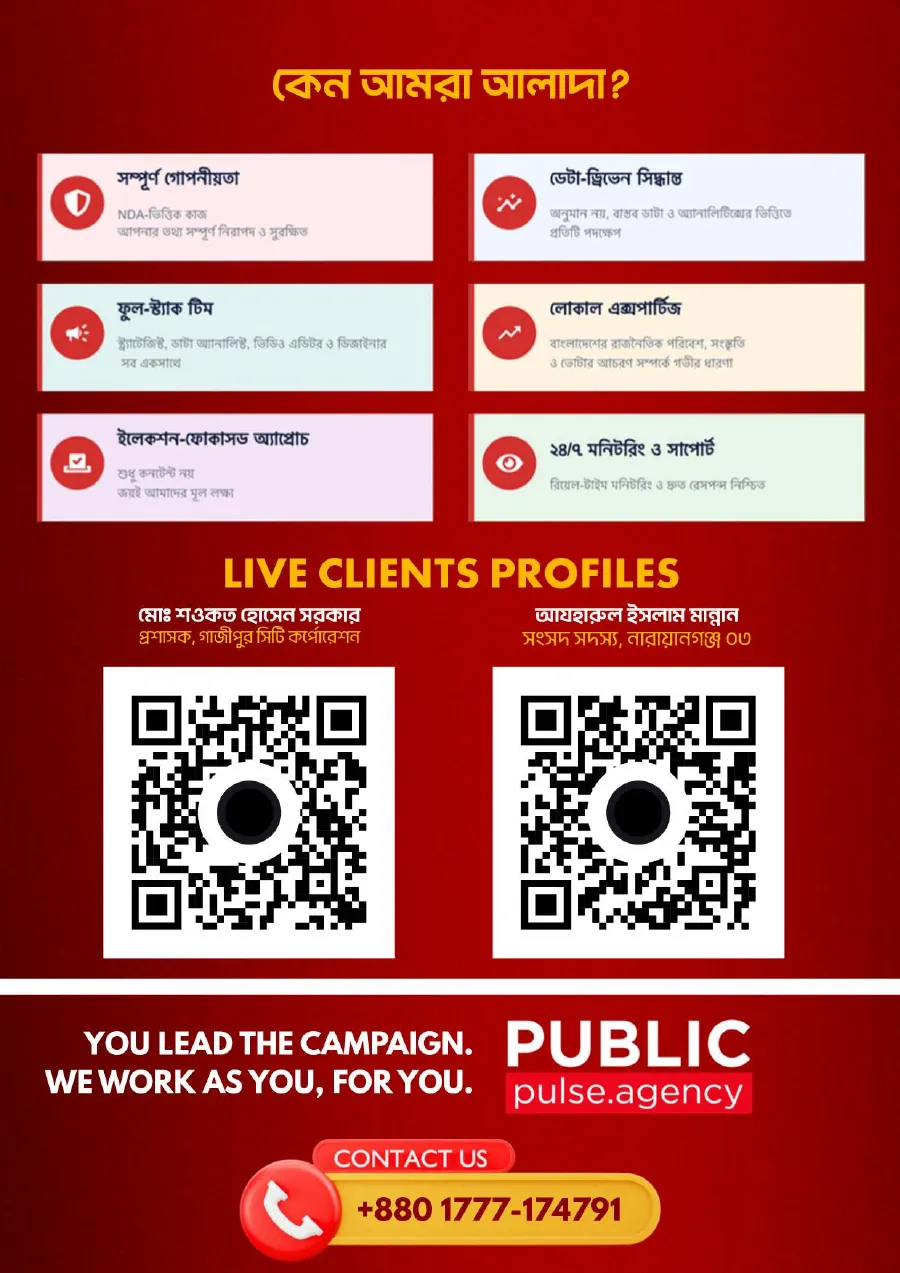 কেন আমরা আলাদা?
সম্পূর্ণ গোপনীয়তা
NDA-ভিত্তিক কাজ
আপনার তথ্য সম্পূর্ণ নিরাপদ ও সুরক্ষিত
ডেটা-ড্রিভেন সিদ্ধান্ত
অনুমান নয়, বাস্তব ডাটা ও অ্যানালিটিক্সের ভিত্তিতে
প্রতিটি পদক্ষেপ
ফুল-স্ট্যাক টিম
স্ট্র্যাটেজিস্ট, ডাটা অ্যানালিস্ট, ভিডিও এডিটর ও ডিজাইনার
সব একসাথে
লোকাল এক্সপার্টিজ
বাংলাদেশের রাজনৈতিক পরিবেশ, সংস্কৃতি
ও ভোটার আচরণ সম্পর্কে গভীর ধারণা
ইলেকশন-ফোকাসড অ্যাপ্রোচ
শুধু কনটেন্ট নয়
জয়ই আমাদের মূল লক্ষ্য
২৪/৭ মনিটরিং ও সাপোর্ট
রিয়েল-টাইম মনিটরিং ও দ্রুত রেসপন্স নিশ্চিত
LIVE CLIENTS PROFILES
মোঃ শওকত হোসেন সরকার
প্রশাসক, গাজীপুর সিটি কর্পোরেশন
আযহারুল ইসলাম মান্নান
সংসদ সদস্য, নারায়ানগঞ্জ ০৩
YOU LEAD THE CAMPAIGN.
WE WORK AS YOU, FOR YOU.
PUBLIC
pulse.agency
CONTACT US
+880 1777-174791